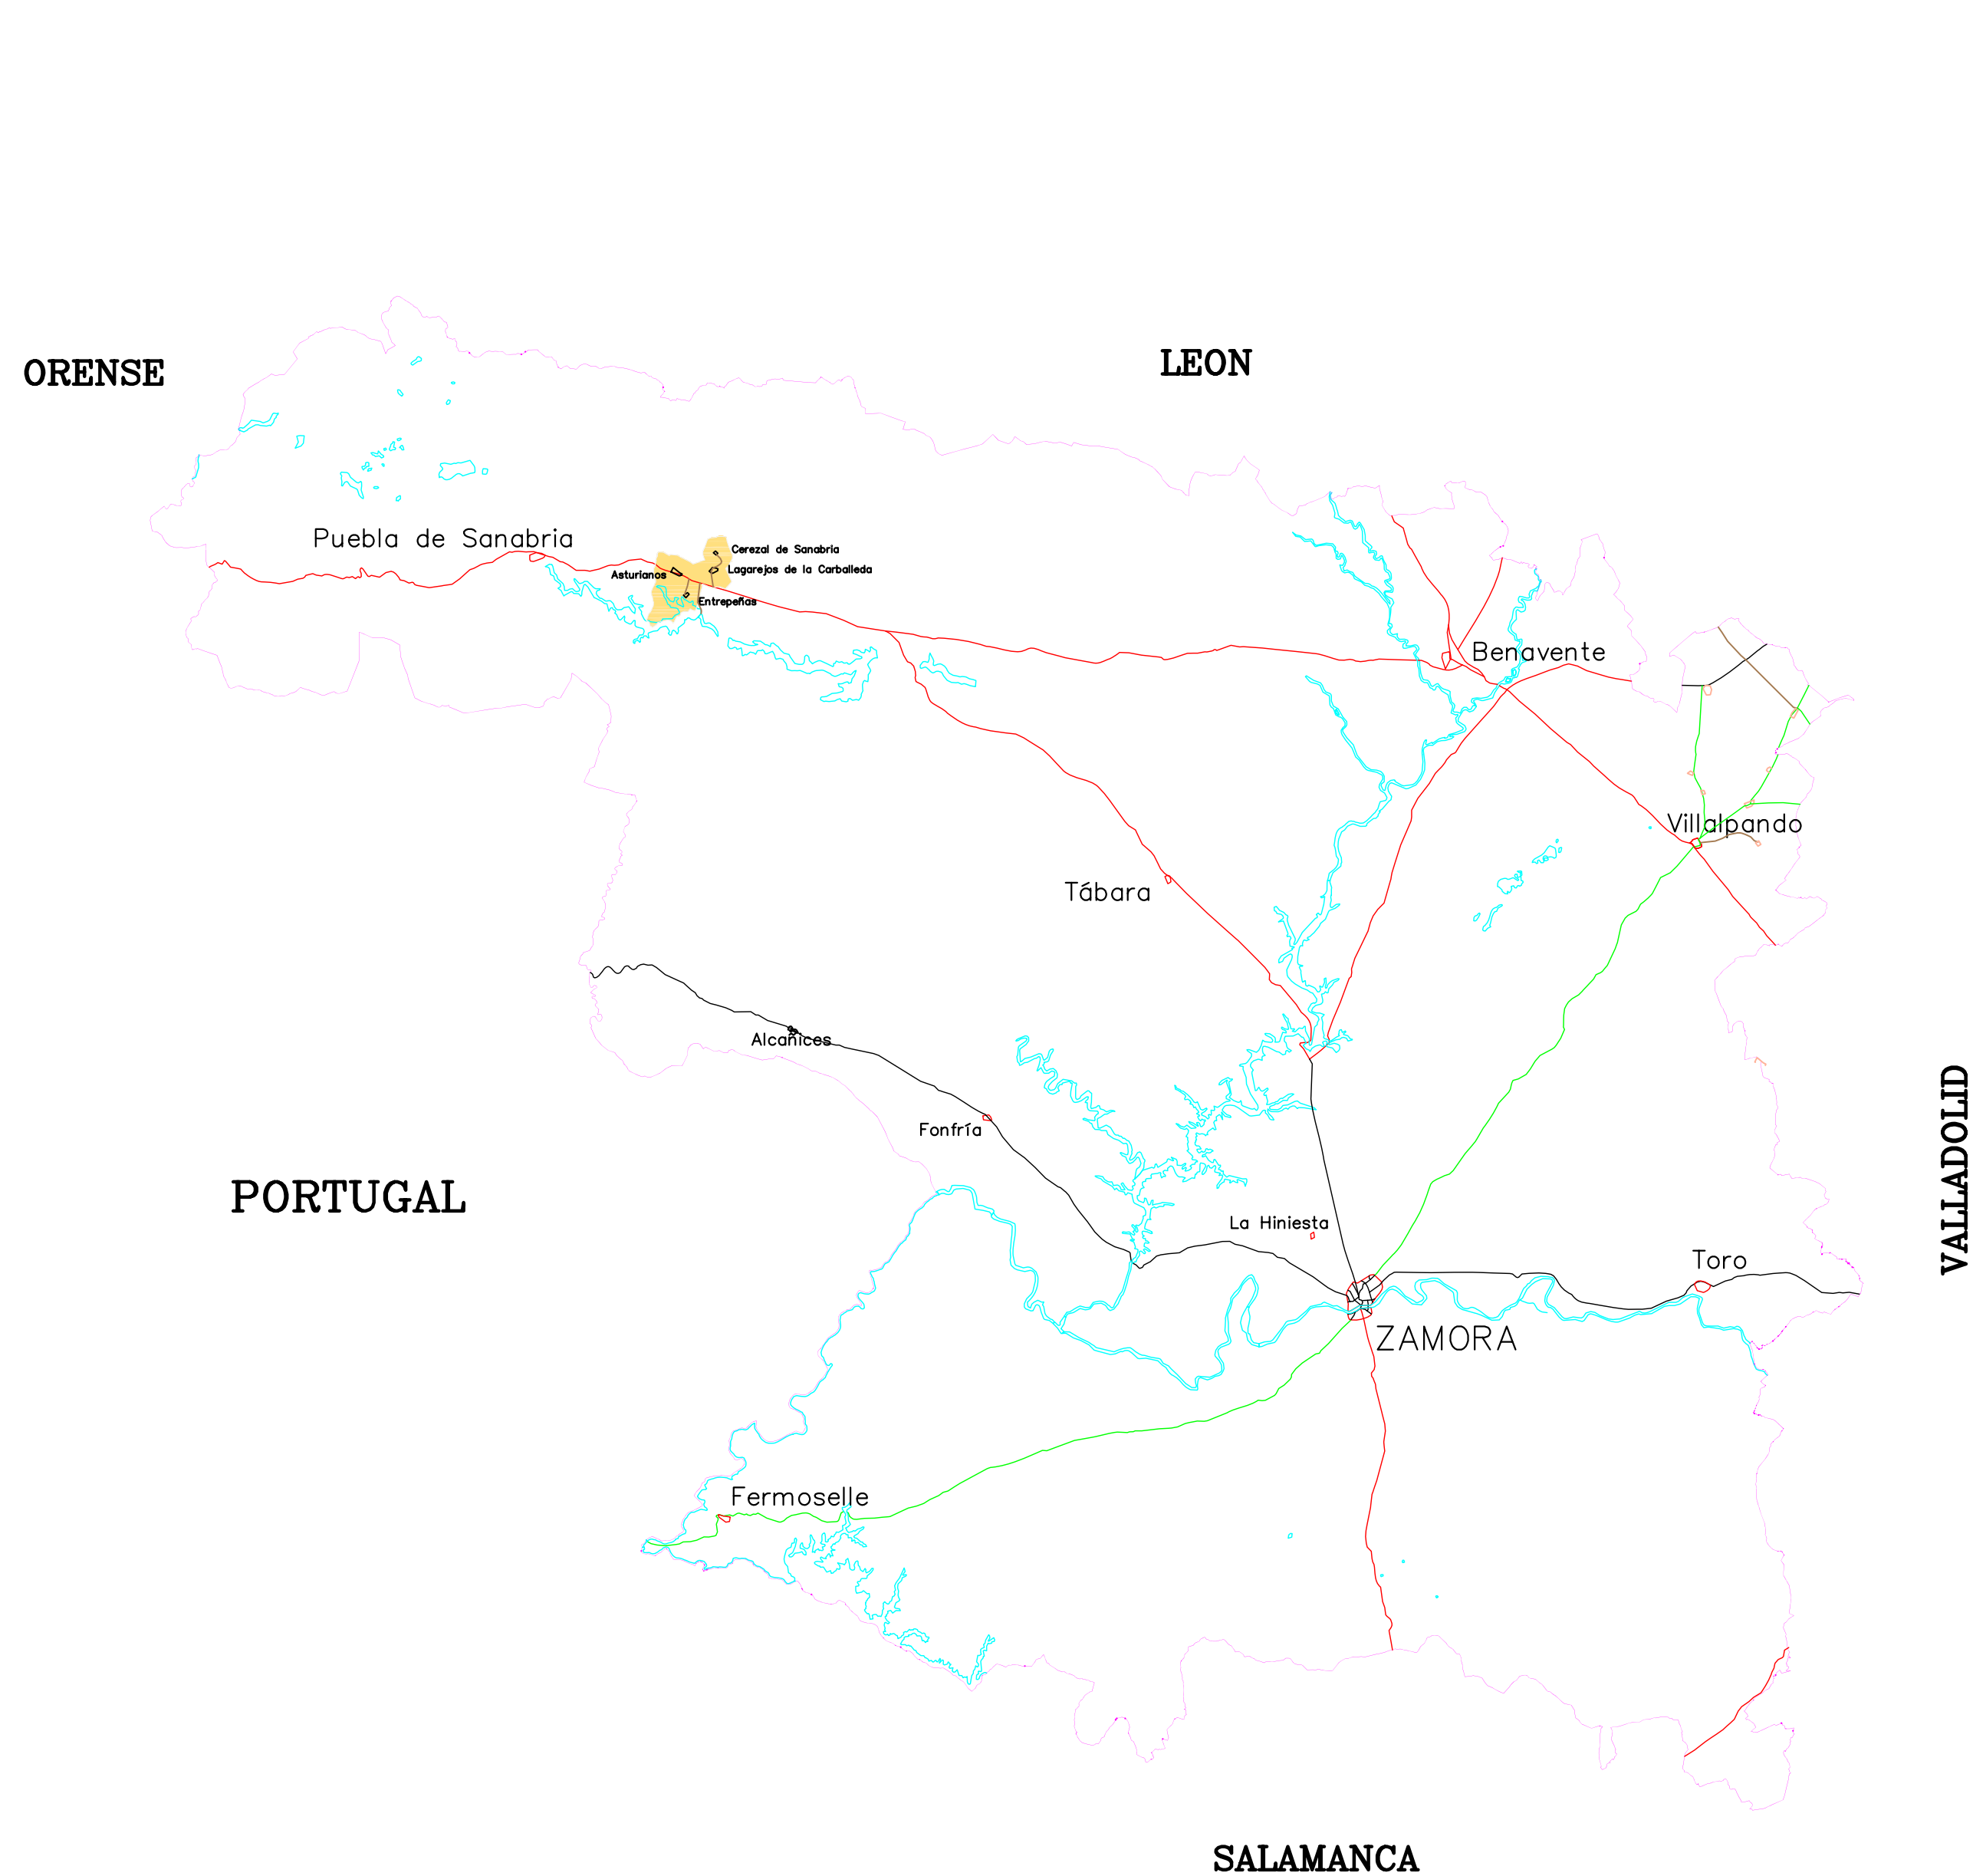 LEON
ORENSE
Puebla de Sanabria
Cerezal de Sanabria
Lagarejos de la Carballeda
Asturianos
Entrepeñas
Benavente
Villalpando
Tábara
Alcañices
Fonfría
VALLADOLID
PORTUGAL
La Hiniesta
Toro
ZAMORA
Fermoselle
SALAMANCA